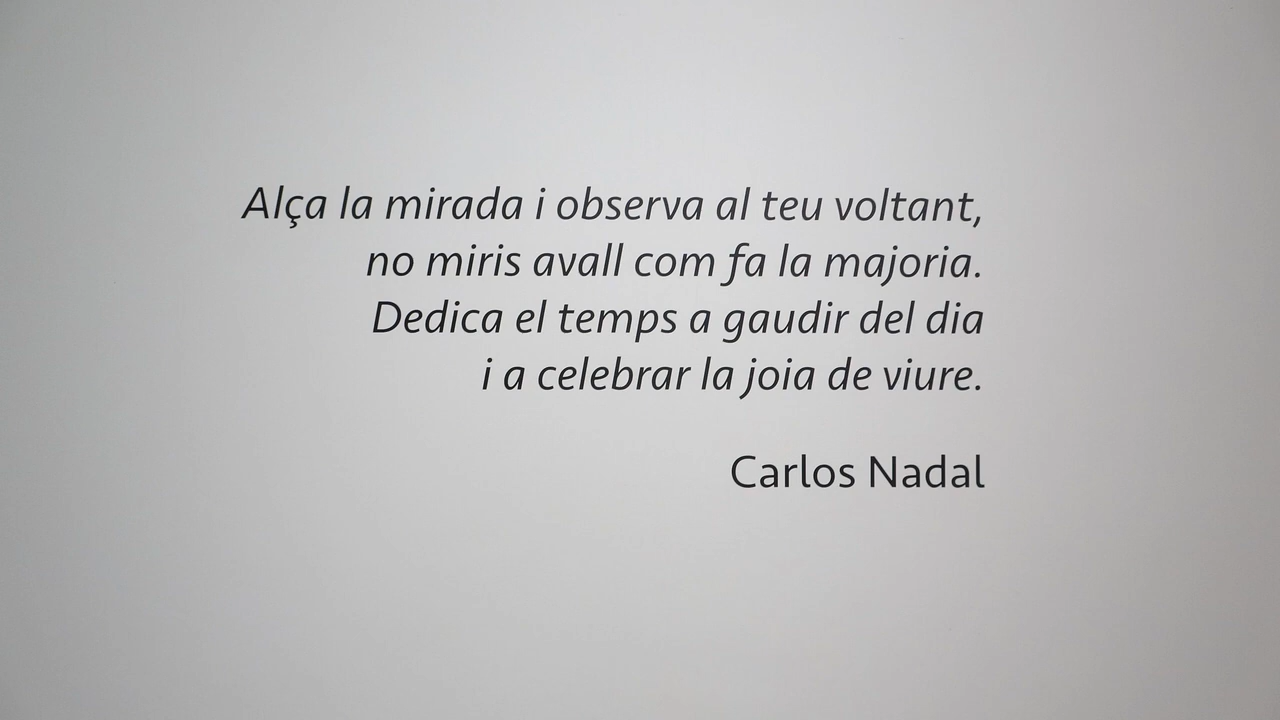 Alça la mirada i observa al teu voltant,
no miris avall com fa la majoria.
Dedica el temps a gaudir del dia
i a celebrar la joia de viure.
Carlos Nadal